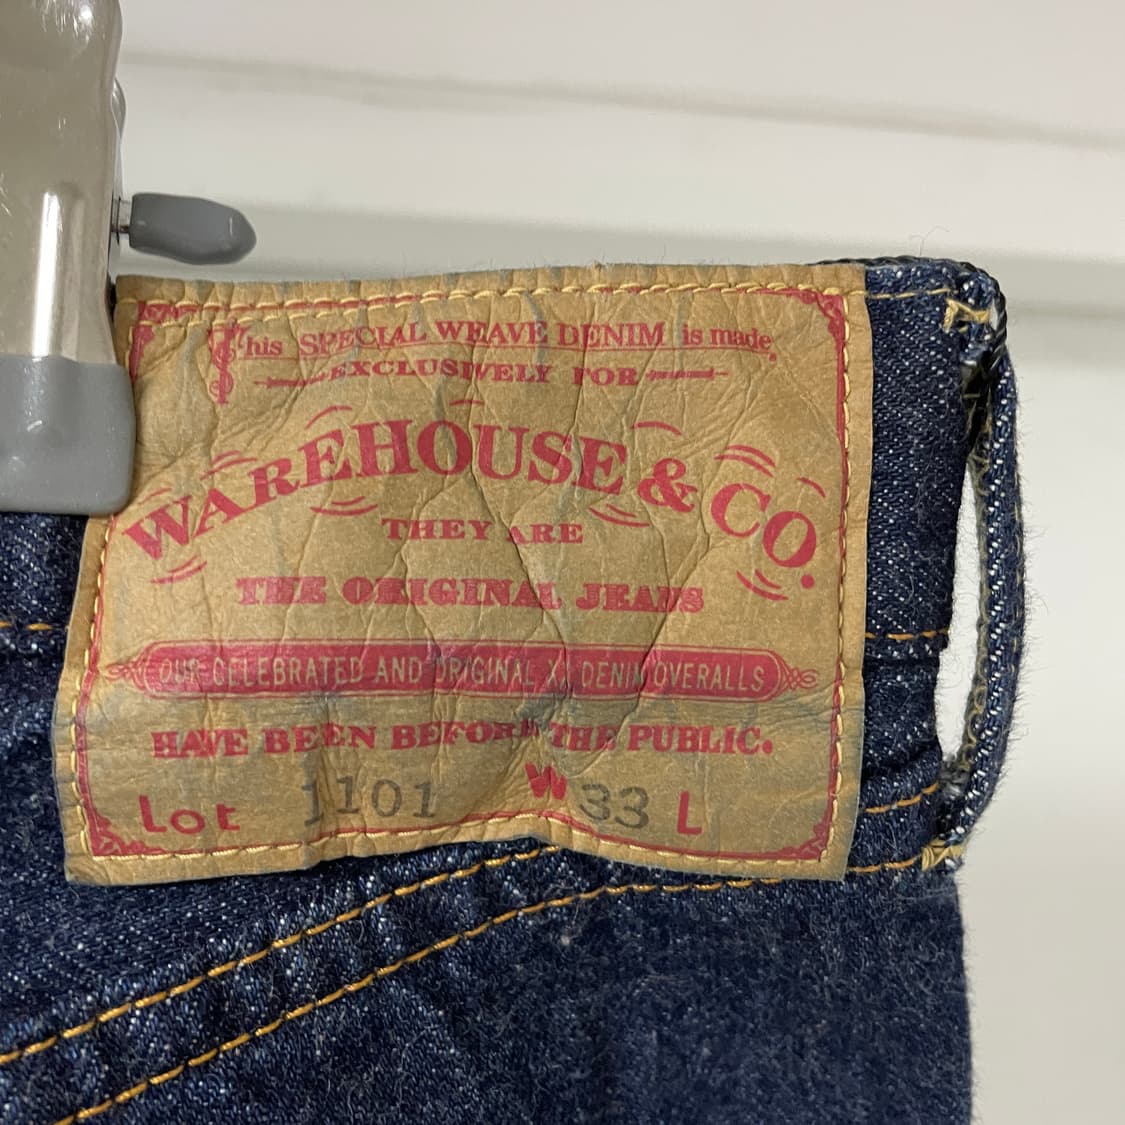 This SPECIAL WEAVE DENIM is made
EXCLUSIVELY FOR
WAREHOUSE & CO.
THEY ARE
THE ORIGINAL JEANS
OUR CELEBRATED AND ORIGINAL XX DENIM OVERALLS
HAVE BEEN BEFORE THE PUBLIC.
Lot 1101 W 33 L